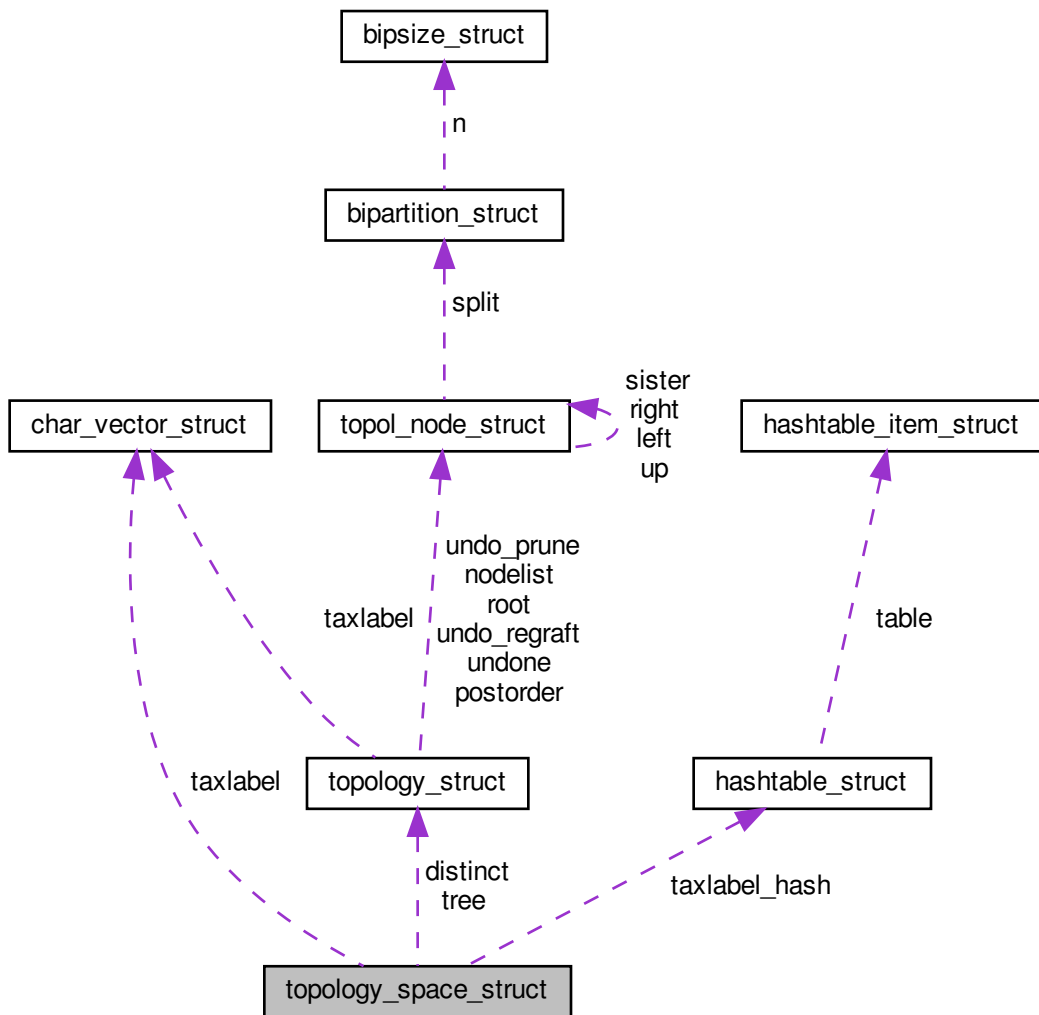 bipsize_struct
n
bipartition_struct
split
char_vector_struct
topol_node_struct
sister
right
left
up
hashtable_item_struct
taxlabel
undo_prune
nodelist
root
undo_regraft
undone
postorder
table
taxlabel
topology_struct
hashtable_struct
distinct
tree
taxlabel_hash
topology_space_struct